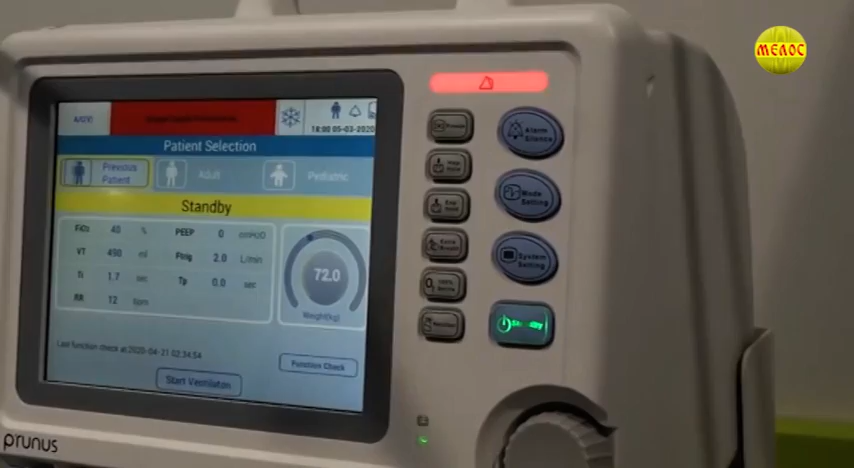 МЕЛОС
A/C(V)
18:00 05-03-2020
Patient Selection
Previous
Patient
Adult
Pediatric
Standby
FiO2 40 %
PEEP 0 cmH2O
VT 490 ml
Ptrig 2.0 L/min
Ti 1.7 sec
Tp 0.0 sec
RR 12 bpm
72.0
Weight(kg)
Last function check at:2020-04-21 02:34:54
Function Check
Start Ventilation
Alarm
Silence
Mode
Setting
System
Setting
Standby
prunus